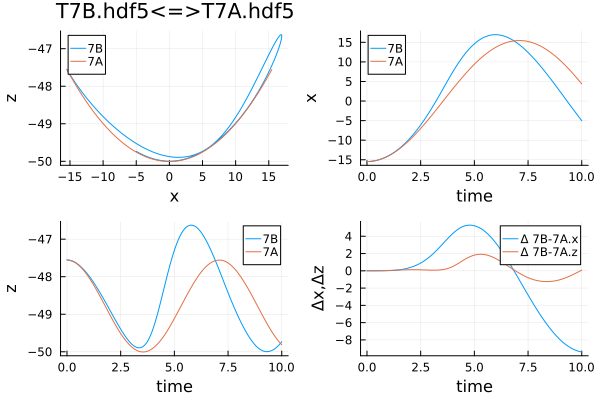 T7B.hdf5<=>T7A.hdf5
z
−47
−48
−49
−50
7B
7A
−15
−10
−5
0
5
10
15
x
x
15
10
5
0
−5
−10
−15
7B
7A
0.0
2.5
5.0
7.5
10.0
time
z
−47
−48
−49
−50
7B
7A
0.0
2.5
5.0
7.5
10.0
time
Δx,Δz
4
2
0
−2
−4
−6
−8
Δ 7B-7A.x
Δ 7B-7A.z
0.0
2.5
5.0
7.5
10.0
time